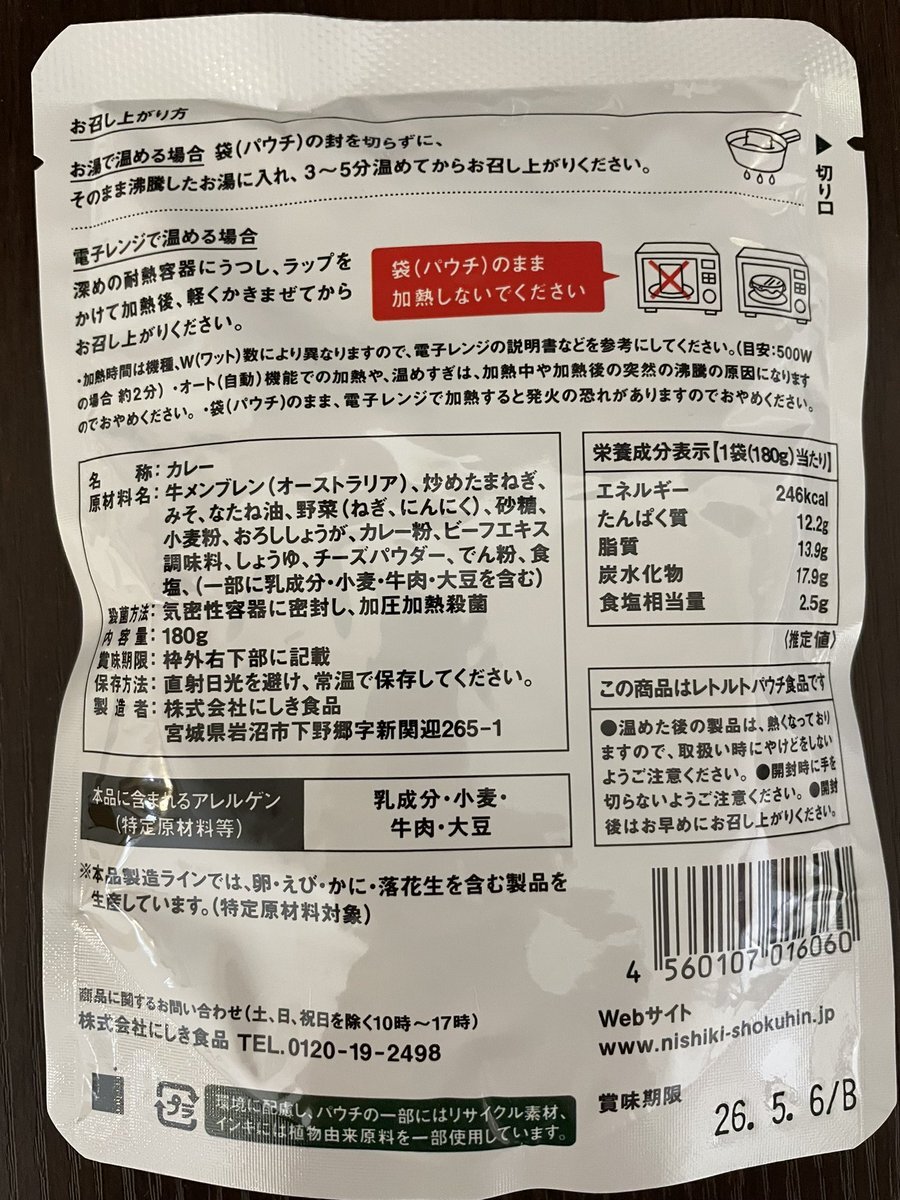 お召し上がり方
お湯で温める場合 袋(パウチ)の封を切らずに、
そのまま沸騰したお湯に入れ、3～5分温めてからお召し上がりください。
▶切り口
電子レンジで温める場合
深めの耐熱容器にうつし、ラップを
かけて加熱後、軽くかきまぜてから
お召し上がりください。
袋(パウチ)のまま
加熱しないでください
・加熱時間は機種、W(ワット)数により異なりますので、電子レンジの説明書などを参考にしてください。(目安:500W
の場合 約2分) ・オート(自動)機能での加熱や、温めすぎは、加熱中や加熱後の突然の沸騰の原因になります
のでおやめください。・袋(パウチ)のまま、電子レンジで加熱すると発火の恐れがありますのでおやめください。
名称:カレー
原材料名:牛メンブレン(オーストラリア)、炒めたまねぎ、
みそ、なたね油、野菜(ねぎ、にんにく)、砂糖、
小麦粉、おろししょうが、カレー粉、ビーフエキス
調味料、しょうゆ、チーズパウダー、でん粉、食
塩、(一部に乳成分・小麦・牛肉・大豆を含む)
殺菌方法:気密性容器に密封し、加圧加熱殺菌
内容量:180g
賞味期限:枠外右下部に記載
保存方法:直射日光を避け、常温で保存してください。
製造者:株式会社にしき食品
宮城県岩沼市下野郷字新関迎265-1
栄養成分表示【1袋(180g)当たり】
エネルギー 246kcal
たんぱく質 12.2g
脂質 13.9g
炭水化物 17.9g
食塩相当量 2.5g
(推定値)
この商品はレトルトパウチ食品です
●温めた後の製品は、熱くなっており
ますので、取扱い時にやけどをしない
ようご注意ください。●開封時に手を
切らないようご注意ください。●開封
後はお早めにお召し上がりください。
本品に含まれるアレルゲン
(特定原材料等)
乳成分・小麦・
牛肉・大豆
※本品製造ラインでは、卵・えび・かに・落花生を含む製品を
生産しています。(特定原材料対象)
4 560107 016060
商品に関するお問い合わせ(土、日、祝日を除く10時～17時)
株式会社にしき食品 TEL.0120-19-2498
Webサイト
www.nishiki-shokuhin.jp
プラ
環境に配慮し、パウチの一部にはリサイクル素材、
インキには植物由来原料を一部使用しています。
賞味期限
26. 5. 6/B